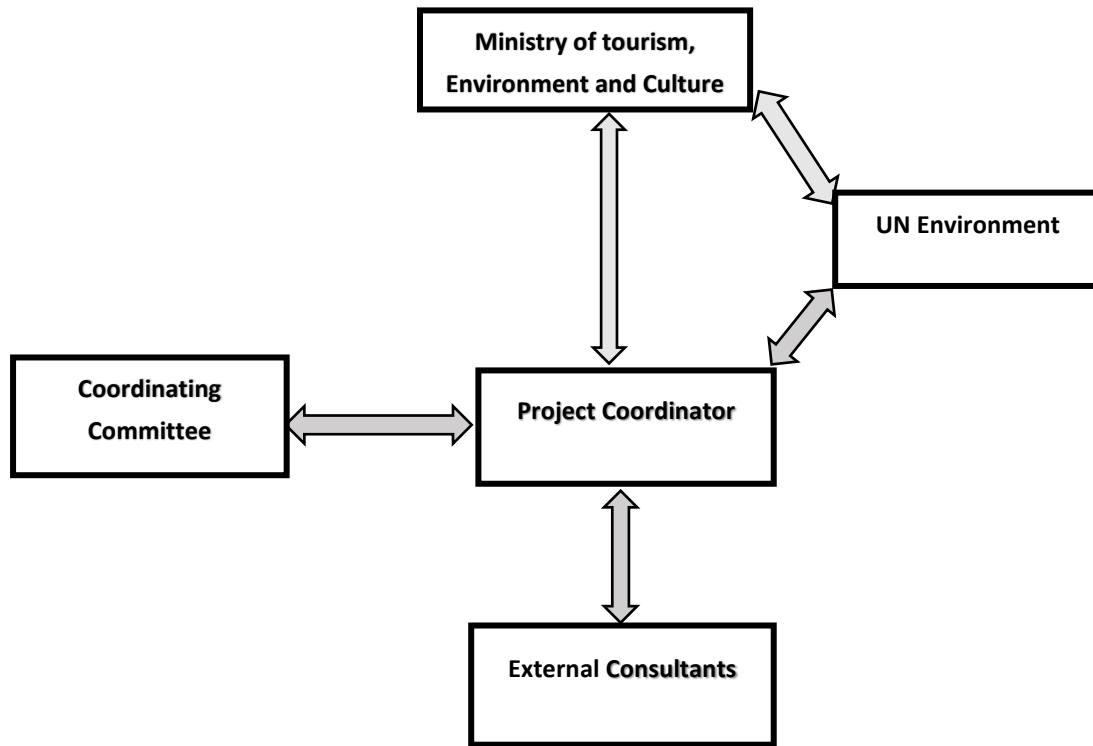 Ministry of tourism,
Environment and Culture
UN Environment
Coordinating
Committee
Project Coordinator
External Consultants